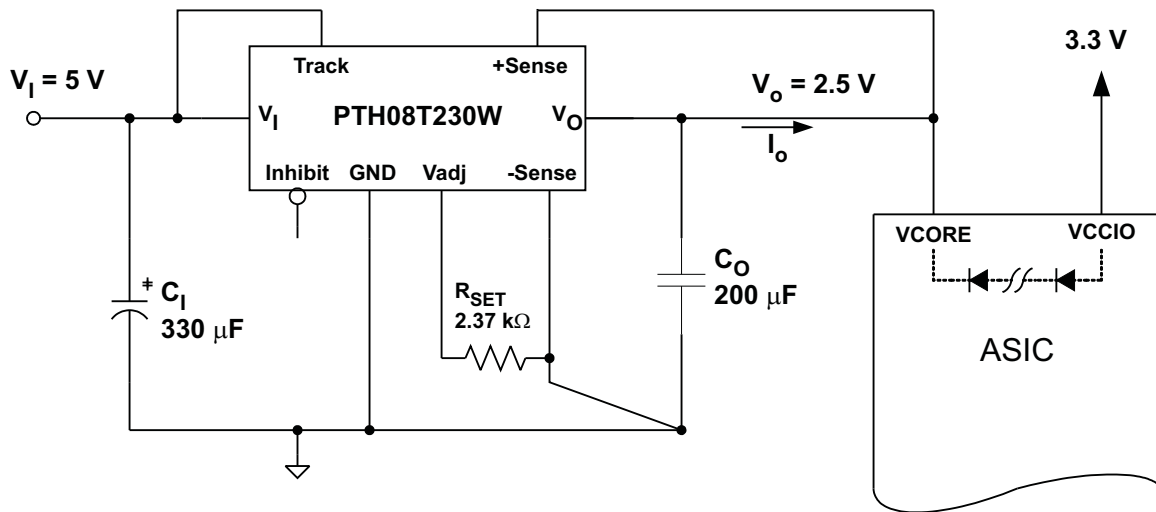 3.3 V
Track
+Sense
V_I = 5 V
V_o = 2.5 V
V_I
PTH08T230W
V_O
I_o
Inhibit
GND
Vadj
-Sense
VCORE
VCCIO
+ C_I
330 μF
R_SET
2.37 kΩ
C_O
200 μF
ASIC